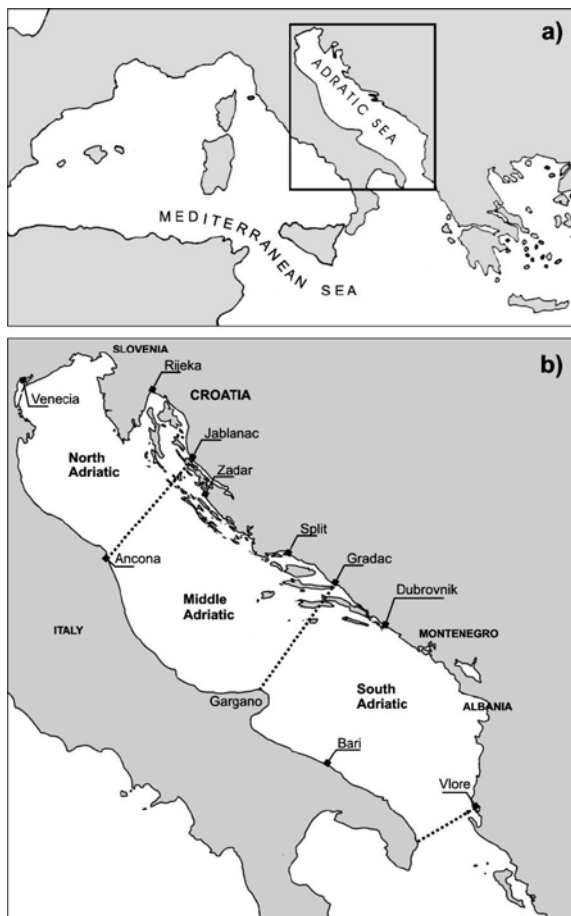 a)
ADRATIC SEA
MEDITERRANEAN SEA
b)
SLOVENIA
Rijeka
Venecia
CROATIA
Jablanac
North
Adriatic
Zadar
Split
Ancona
Gradac
Middle
Adriatic
Dubrovnik
ITALY
MONTENEGRO
South
Adriatic
Gargano
ALBANIA
Bari
Vlore